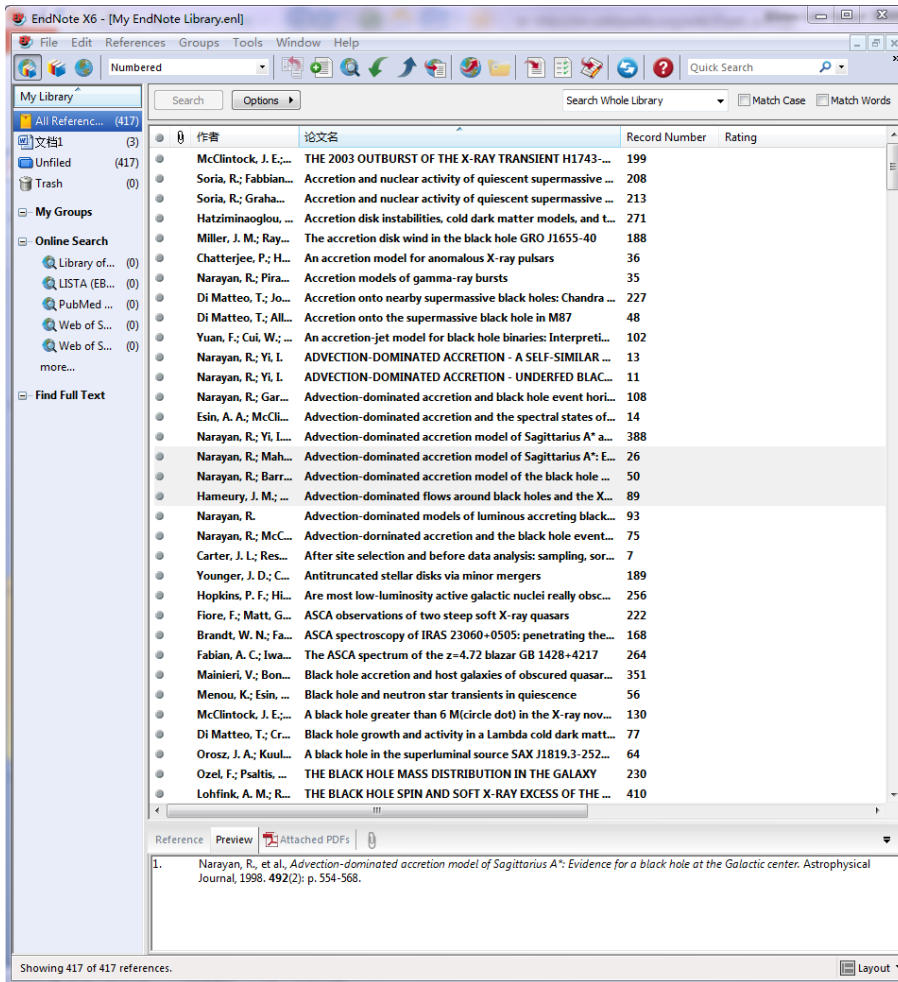 EndNote X6 - [My EndNote Library.enl]
File Edit References Groups Tools Window Help
Numbered
Quick Search
My Library
Search Options Search Whole Library Match Case Match Words
All Referenc... (417)
文档1 (3)
Unfiled (417)
Trash (0)
My Groups
Online Search
Library of... (0)
LISTA (EB... (0)
PubMed ... (0)
Web of S... (0)
Web of S... (0)
more...
Find Full Text
作者 论文名 Record Number Rating
McClintock, J. E.;... THE 2003 OUTBURST OF THE X-RAY TRANSIENT H1743-... 199
Soria, R.; Fabbian... Accretion and nuclear activity of quiescent supermassive ... 208
Soria, R.; Graha... Accretion and nuclear activity of quiescent supermassive ... 213
Hatziminaoglou, ... Accretion disk instabilities, cold dark matter models, and t... 271
Miller, J. M.; Ray... The accretion disk wind in the black hole GRO J1655-40 188
Chatterjee, P.; H... An accretion model for anomalous X-ray pulsars 36
Narayan, R.; Pira... Accretion models of gamma-ray bursts 35
Di Matteo, T.; Jo... Accretion onto nearby supermassive black holes: Chandra ... 227
Di Matteo, T.; All... Accretion onto the supermassive black hole in M87 48
Yuan, F.; Cui, W.; ... An accretion-jet model for black hole binaries: Interpreti... 102
Narayan, R.; Yi, I. ADVECTION-DOMINATED ACCRETION - A SELF-SIMILAR ... 13
Narayan, R.; Yi, I. ADVECTION-DOMINATED ACCRETION - UNDERFED BLAC... 11
Narayan, R.; Gar... Advection-dominated accretion and black hole event hori... 108
Esin, A. A.; McCli... Advection-dominated accretion and the spectral states of... 14
Narayan, R.; Yi, I.... Advection-dominated accretion model of Sagittarius A* a... 388
Narayan, R.; Mah... Advection-dominated accretion model of Sagittarius A*: E... 26
Narayan, R.; Barr... Advection-dominated accretion model of the black hole ... 50
Hameury, J. M.; ... Advection-dominated flows around black holes and the X... 89
Narayan, R. Advection-dominated models of luminous accreting black... 93
Narayan, R.; McC... Advection-dorninated accretion and the black hole event... 75
Carter, J. L.; Res... After site selection and before data analysis: sampling, sor... 7
Younger, J. D.; C... Antitruncated stellar disks via minor mergers 189
Hopkins, P. F.; Hi... Are most low-luminosity active galactic nuclei really obsc... 256
Fiore, F.; Matt, G... ASCA observations of two steep soft X-ray quasars 222
Brandt, W. N.; Fa... ASCA spectroscopy of IRAS 23060+0505: penetrating the... 168
Fabian, A. C.; Iwa... The ASCA spectrum of the z=4.72 blazar GB 1428+4217 264
Mainieri, V.; Bon... Black hole accretion and host galaxies of obscured quasar... 351
Menou, K.; Esin, ... Black hole and neutron star transients in quiescence 56
McClintock, J. E.;... A black hole greater than 6 M(circle dot) in the X-ray nov... 130
Di Matteo, T.; Cr... Black hole growth and activity in a Lambda cold dark matt... 77
Orosz, J. A.; Kuul... A black hole in the superluminal source SAX J1819.3-252... 64
Ozel, F.; Psaltis, ... THE BLACK HOLE MASS DISTRIBUTION IN THE GALAXY 230
Lohfink, A. M.; R... THE BLACK HOLE SPIN AND SOFT X-RAY EXCESS OF THE ... 410
Reference Preview Attached PDFs
1. Narayan, R., et al., Advection-dominated accretion model of Sagittarius A*: Evidence for a black hole at the Galactic center. Astrophysical
Journal, 1998. 492(2): p. 554-568.
Showing 417 of 417 references.
Layout